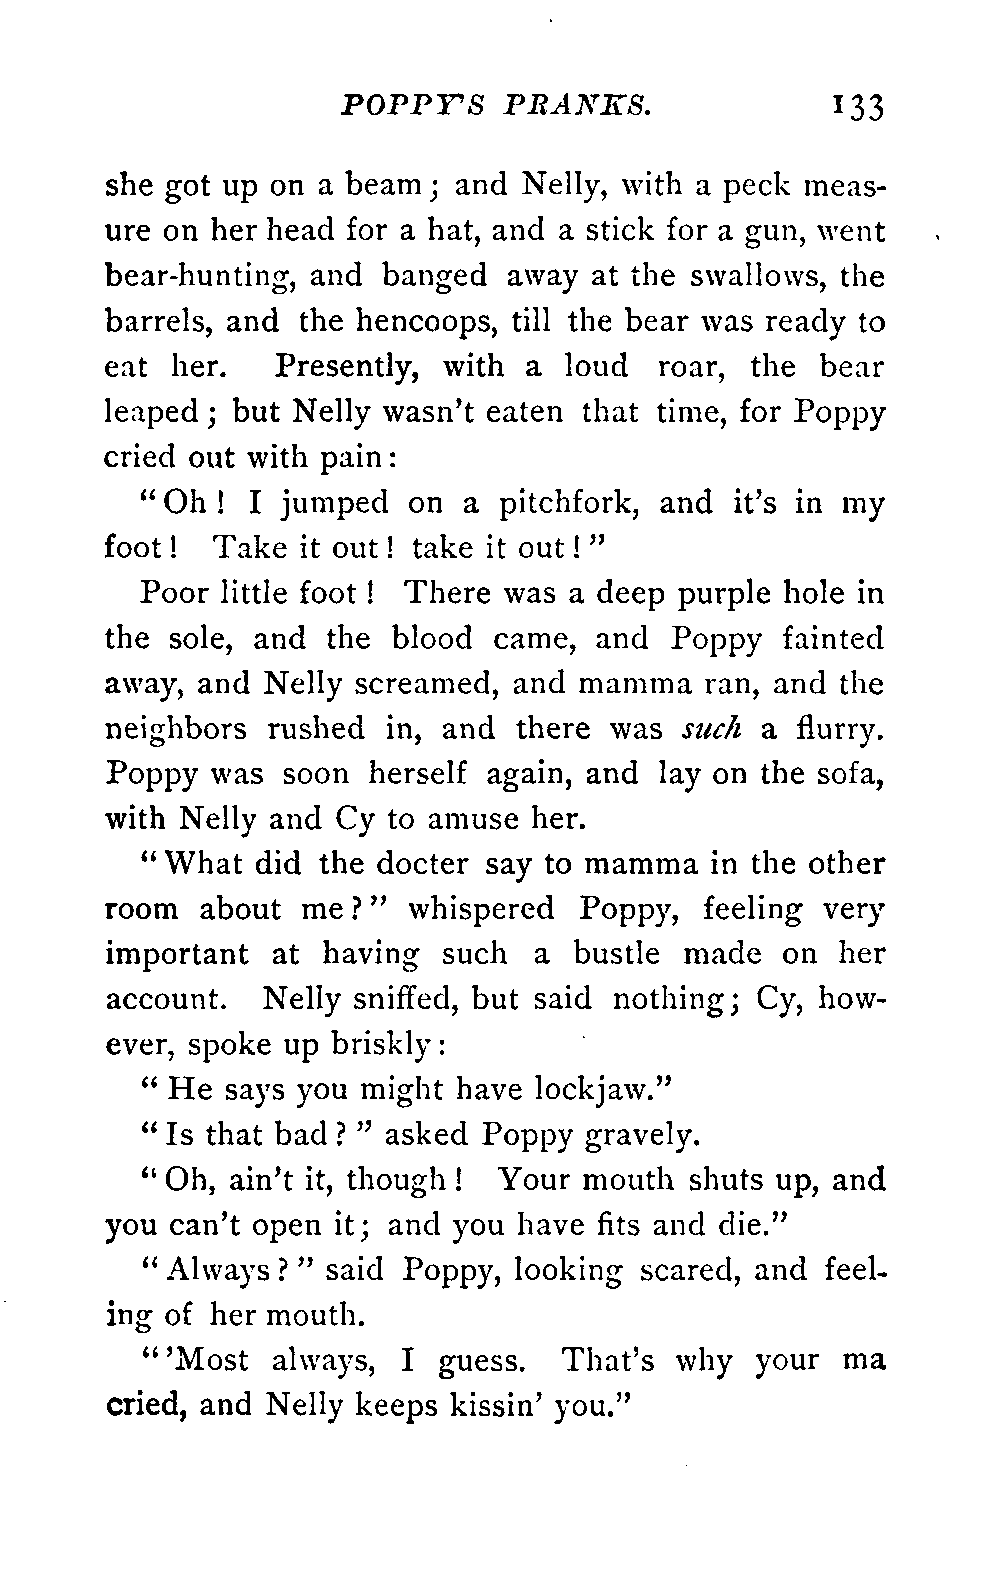 POPPY'S PRANKS. 133
she got up on a beam; and Nelly, with a peck meas-
ure on her head for a hat, and a stick for a gun, went
bear-hunting, and banged away at the swallows, the
barrels, and the hencoops, till the bear was ready to
eat her. Presently, with a loud roar, the bear
leaped; but Nelly wasn't eaten that time, for Poppy
cried out with pain:
"Oh! I jumped on a pitchfork, and it's in my
foot! Take it out! take it out!"
Poor little foot! There was a deep purple hole in
the sole, and the blood came, and Poppy fainted
away, and Nelly screamed, and mamma ran, and the
neighbors rushed in, and there was such a flurry.
Poppy was soon herself again, and lay on the sofa,
with Nelly and Cy to amuse her.
"What did the docter say to mamma in the other
room about me?" whispered Poppy, feeling very
important at having such a bustle made on her
account. Nelly sniffed, but said nothing; Cy, how-
ever, spoke up briskly:
"He says you might have lockjaw."
"Is that bad?" asked Poppy gravely.
"Oh, ain't it, though! Your mouth shuts up, and
you can't open it; and you have fits and die."
"Always?" said Poppy, looking scared, and feel-
ing of her mouth.
"'Most always, I guess. That's why your ma
cried, and Nelly keeps kissin' you."